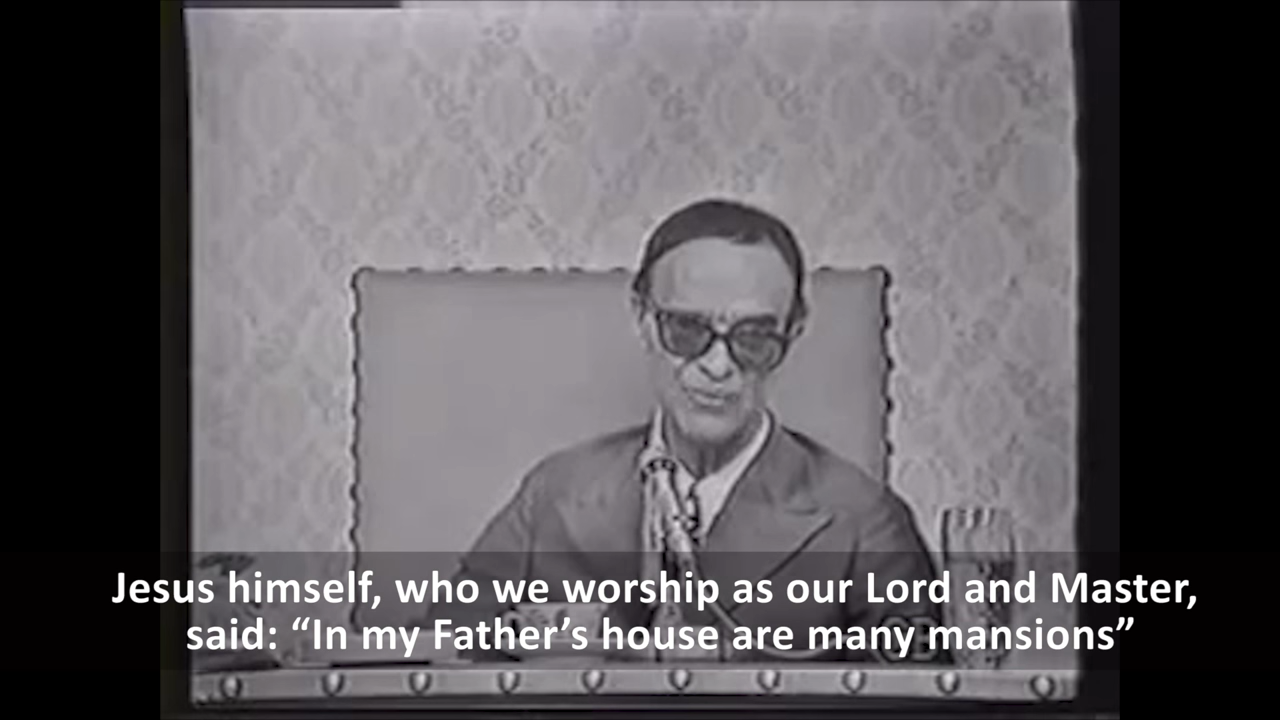 Jesus himself, who we worship as our Lord and Master,
said: “In my Father’s house are many mansions”